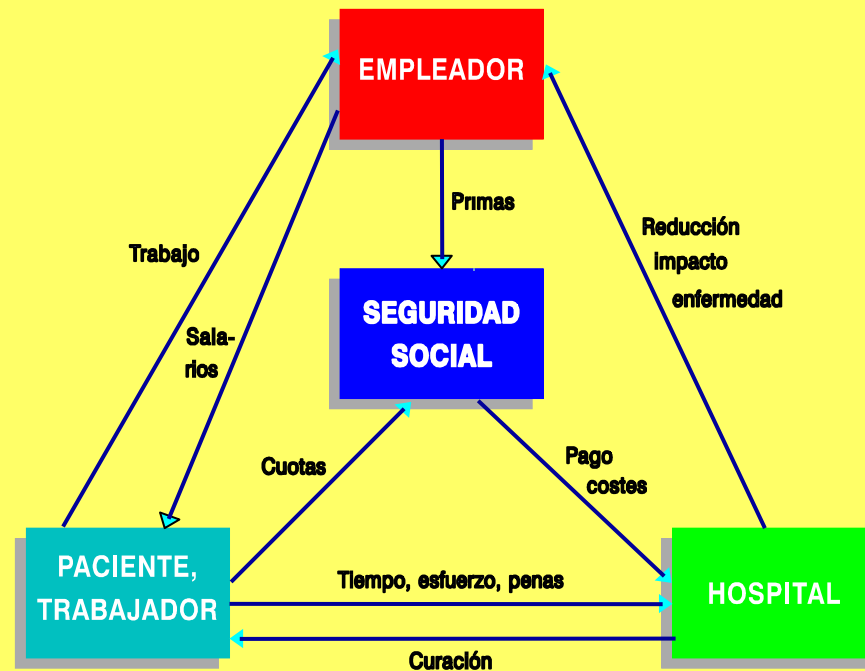 EMPLEADOR
Primas
Trabajo
Reducción
impacto
enfermedad
SEGURIDAD
SOCIAL
Sala-
rios
Cuotas
Pago
costes
PACIENTE,
TRABAJADOR
Tiempo, esfuerzo, penas
HOSPITAL
Curación